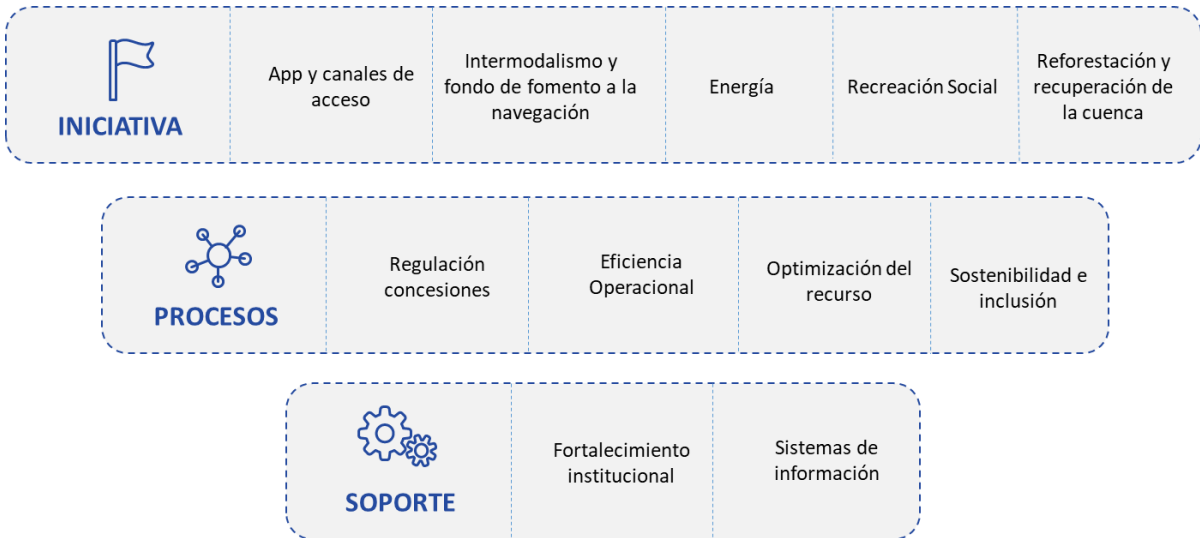 INICIATIVA
App y canales de
acceso
Intermodalismo y
fondo de fomento a la
navegación
Energía
Recreación Social
Reforestación y
recuperación de
la cuenca
PROCESOS
Regulación
concesiones
Eficiencia
Operacional
Optimización del
recurso
Sostenibilidad e
inclusión
SOPORTE
Fortalecimiento
institucional
Sistemas de
información